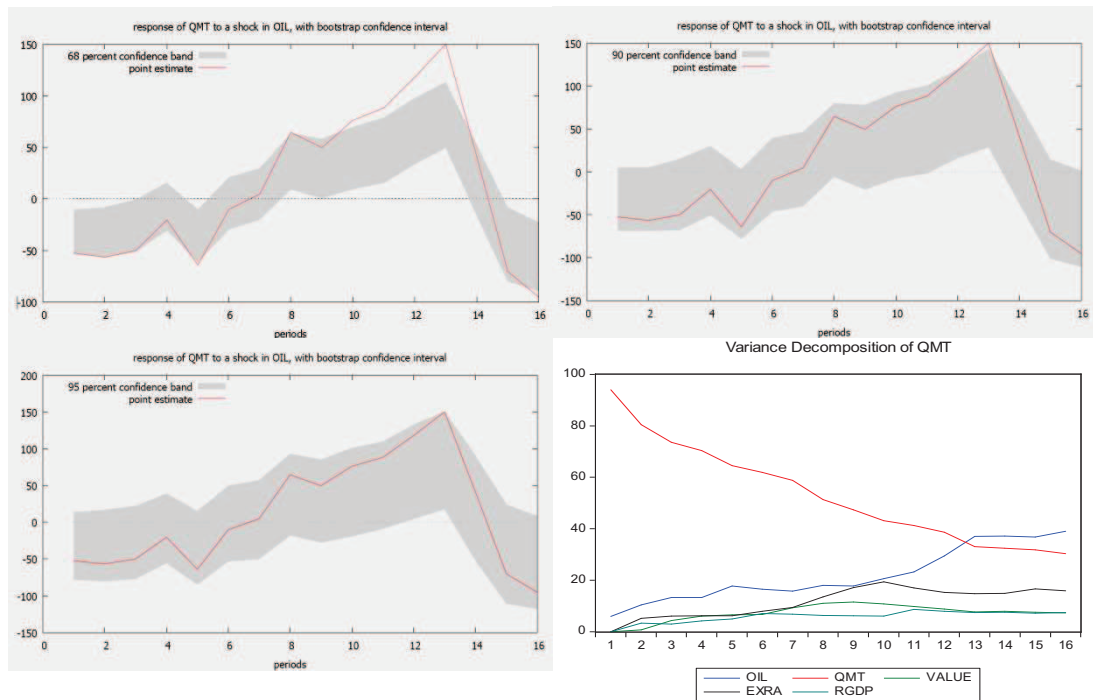 response of QMT to a shock in OIL, with bootstrap confidence interval
68 percent confidence band
point estimate
150
100
50
0
-50
-100
0 2 4 6 8 10 12 14 16
periods
response of QMT to a shock in OIL, with bootstrap confidence interval
90 percent confidence band
point estimate
150
100
50
0
-50
-100
-150
0 2 4 6 8 10 12 14 16
periods
response of QMT to a shock in OIL, with bootstrap confidence interval
95 percent confidence band
point estimate
200
150
100
50
0
-50
-100
-150
0 2 4 6 8 10 12 14 16
periods
Variance Decomposition of QMT
100
80
60
40
20
0
1 2 3 4 5 6 7 8 9 10 11 12 13 14 15 16
OIL QMT VALUE
EXRA RGDP